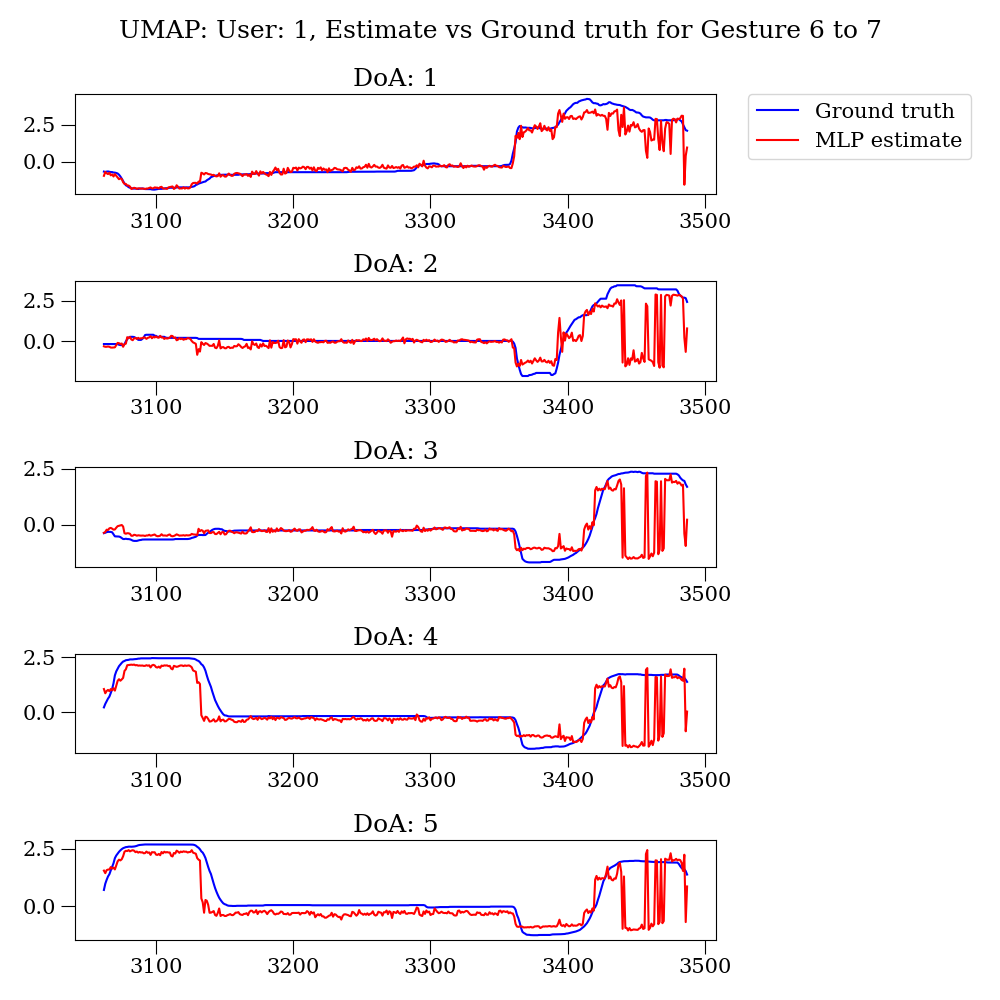 UMAP: User: 1, Estimate vs Ground truth for Gesture 6 to 7
DoA: 1
Ground truth
MLP estimate
2.5
0.0
3100 3200 3300 3400 3500
DoA: 2
2.5
0.0
3100 3200 3300 3400 3500
DoA: 3
2.5
0.0
3100 3200 3300 3400 3500
DoA: 4
2.5
0.0
3100 3200 3300 3400 3500
DoA: 5
2.5
0.0
3100 3200 3300 3400 3500